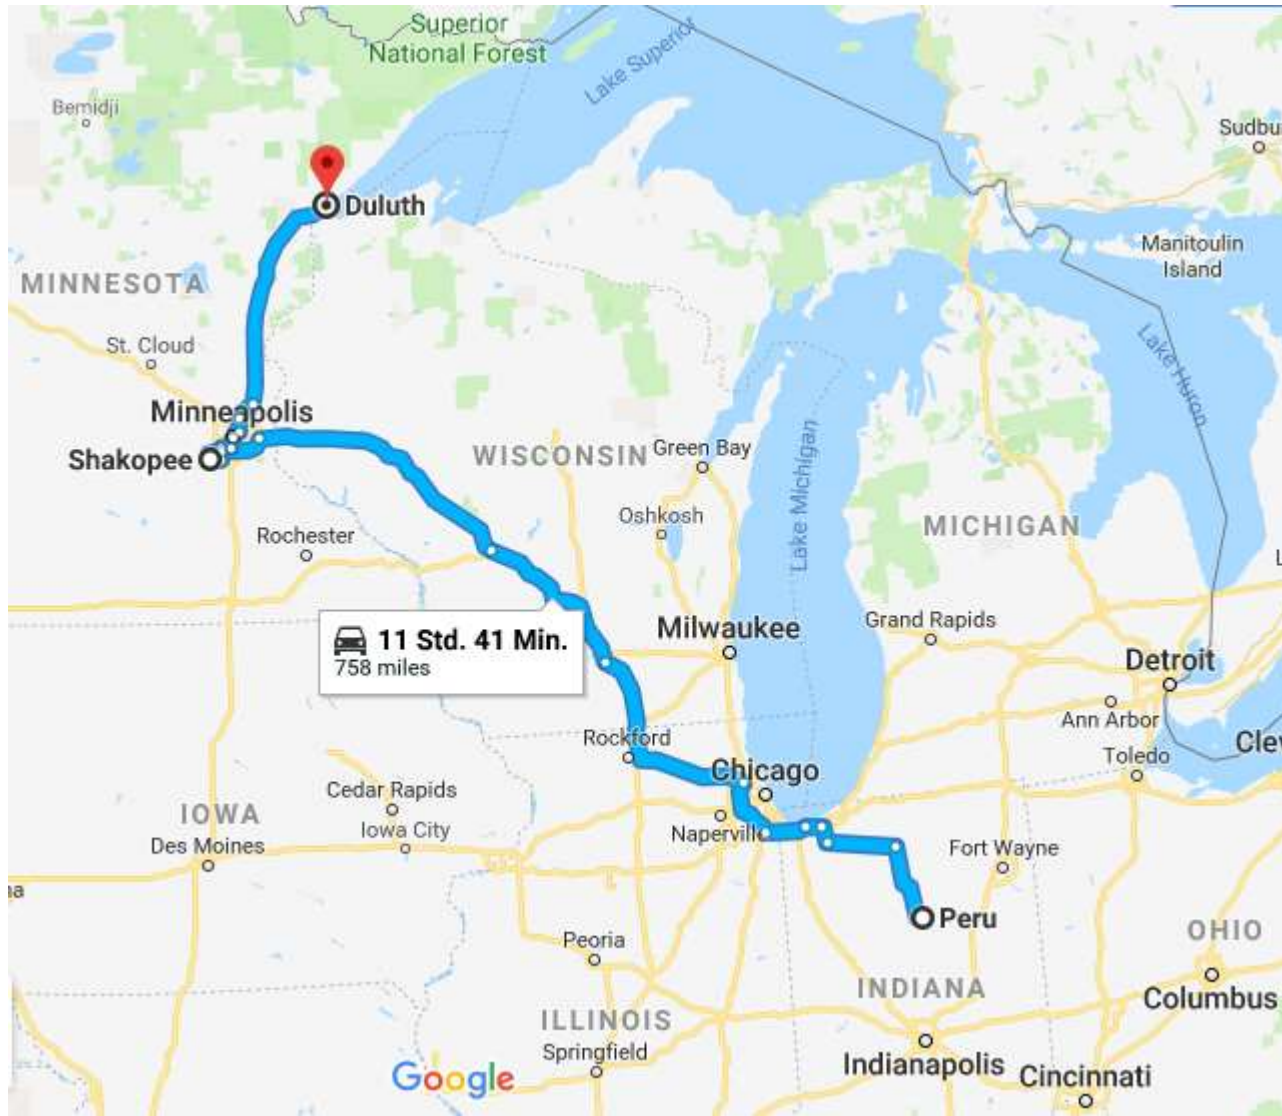 Superior
National Forest
Lake Superior
Bemidji
Sudbu
Duluth
Manitoulin
Island
MINNESOTA
St. Cloud
Lake Huron
Minneapolis
Shakopee
WISCONSIN
Green Bay
Lake Michigan
Oshkosh
MICHIGAN
Rochester
L
11 Std. 41 Min.
758 miles
Milwaukee
Grand Rapids
Detroit
Ann Arbor
Rockford
Clev
Toledo
Chicago
Cedar Rapids
IOWA
Iowa City
Naperville
Des Moines
Fort Wayne
na
Peru
Peoria
OHIO
INDIANA
Columbus
ILLINOIS
Springfield
Indianapolis
Cincinnati
Google